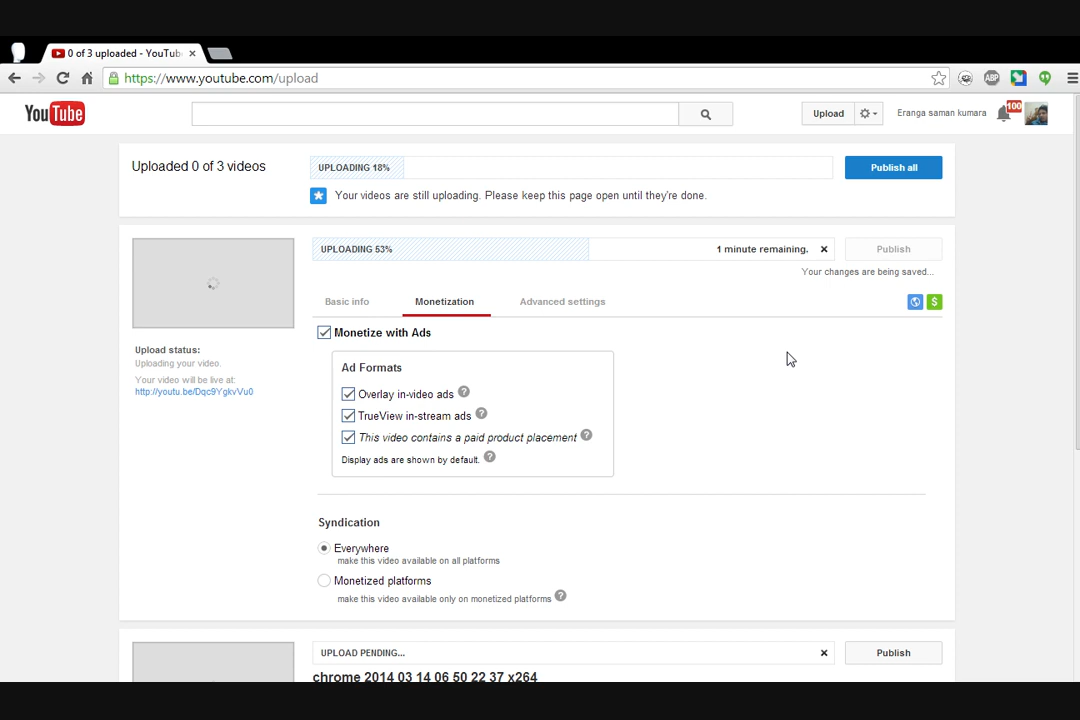 0 of 3 uploaded - YouTub
https://www.youtube.com/upload
ABP
YouTube
Upload
Eranga saman kumara
100
Uploaded 0 of 3 videos
UPLOADING 18%
Publish all
Your videos are still uploading. Please keep this page open until they're done.
UPLOADING 53%
1 minute remaining.
Publish
Your changes are being saved...
Basic info
Monetization
Advanced settings
$
Monetize with Ads
Upload status:
Uploading your video.
Your video will be live at:
http://youtu.be/Dqc9YgkvVu0
Ad Formats
Overlay in-video ads ?
TrueView in-stream ads ?
This video contains a paid product placement ?
Display ads are shown by default. ?
Syndication
Everywhere
make this video available on all platforms
Monetized platforms
make this video available only on monetized platforms ?
UPLOAD PENDING...
Publish
chrome 2014 03 14 06 50 22 37 x264